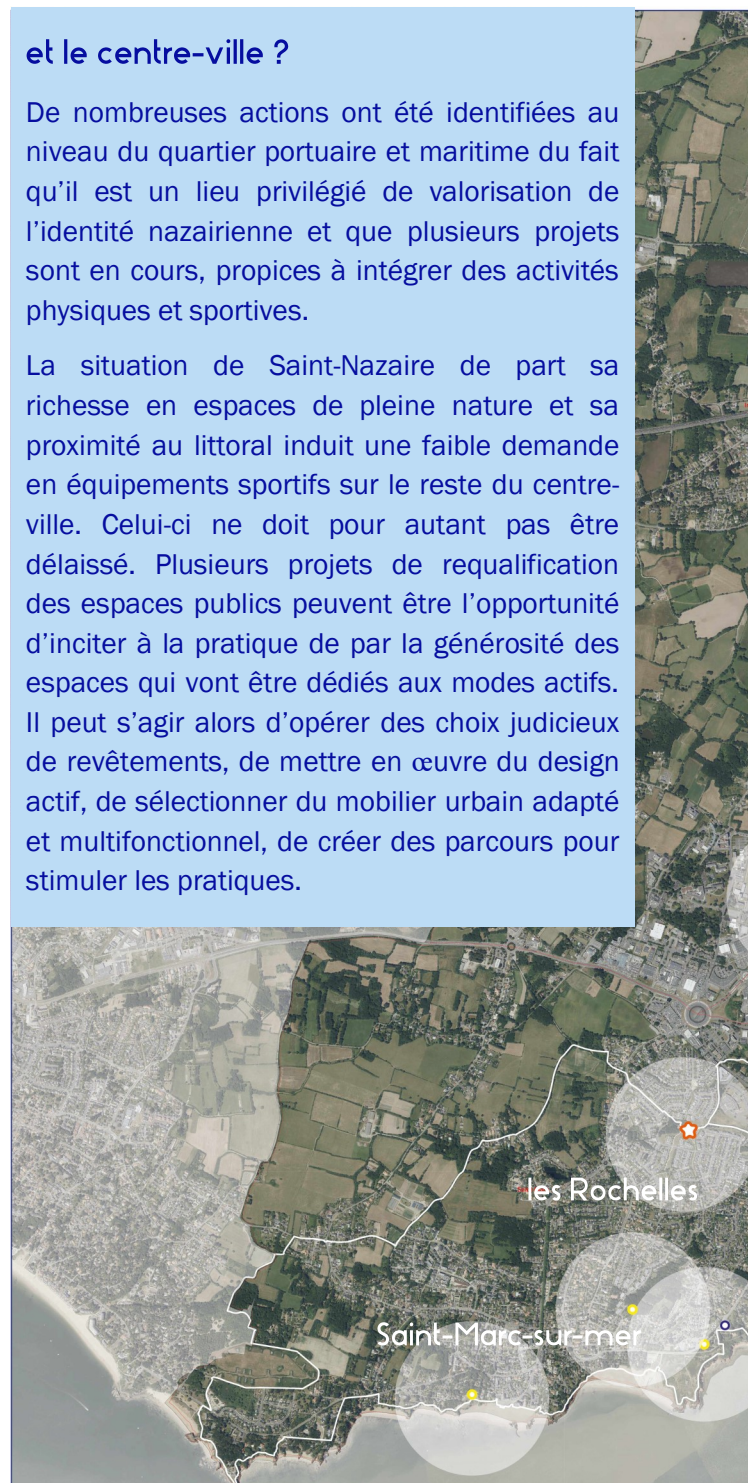 et le centre-ville ?
De nombreuses actions ont été identifiées au
niveau du quartier portuaire et maritime du fait
qu'il est un lieu privilégié de valorisation de
l'identité nazairienne et que plusieurs projets
sont en cours, propices à intégrer des activités
physiques et sportives.
La situation de Saint-Nazaire de part sa
richesse en espaces de pleine nature et sa
proximité au littoral induit une faible demande
en équipements sportifs sur le reste du centre-
ville. Celui-ci ne doit pour autant pas être
délaissé. Plusieurs projets de requalification
des espaces publics peuvent être l'opportunité
d'inciter à la pratique de par la générosité des
espaces qui vont être dédiés aux modes actifs.
Il peut s'agir alors d'opérer des choix judicieux
de revêtements, de mettre en œuvre du design
actif, de sélectionner du mobilier urbain adapté
et multifonctionnel, de créer des parcours pour
stimuler les pratiques.
les Rochelles
Saint-Marc-sur-mer